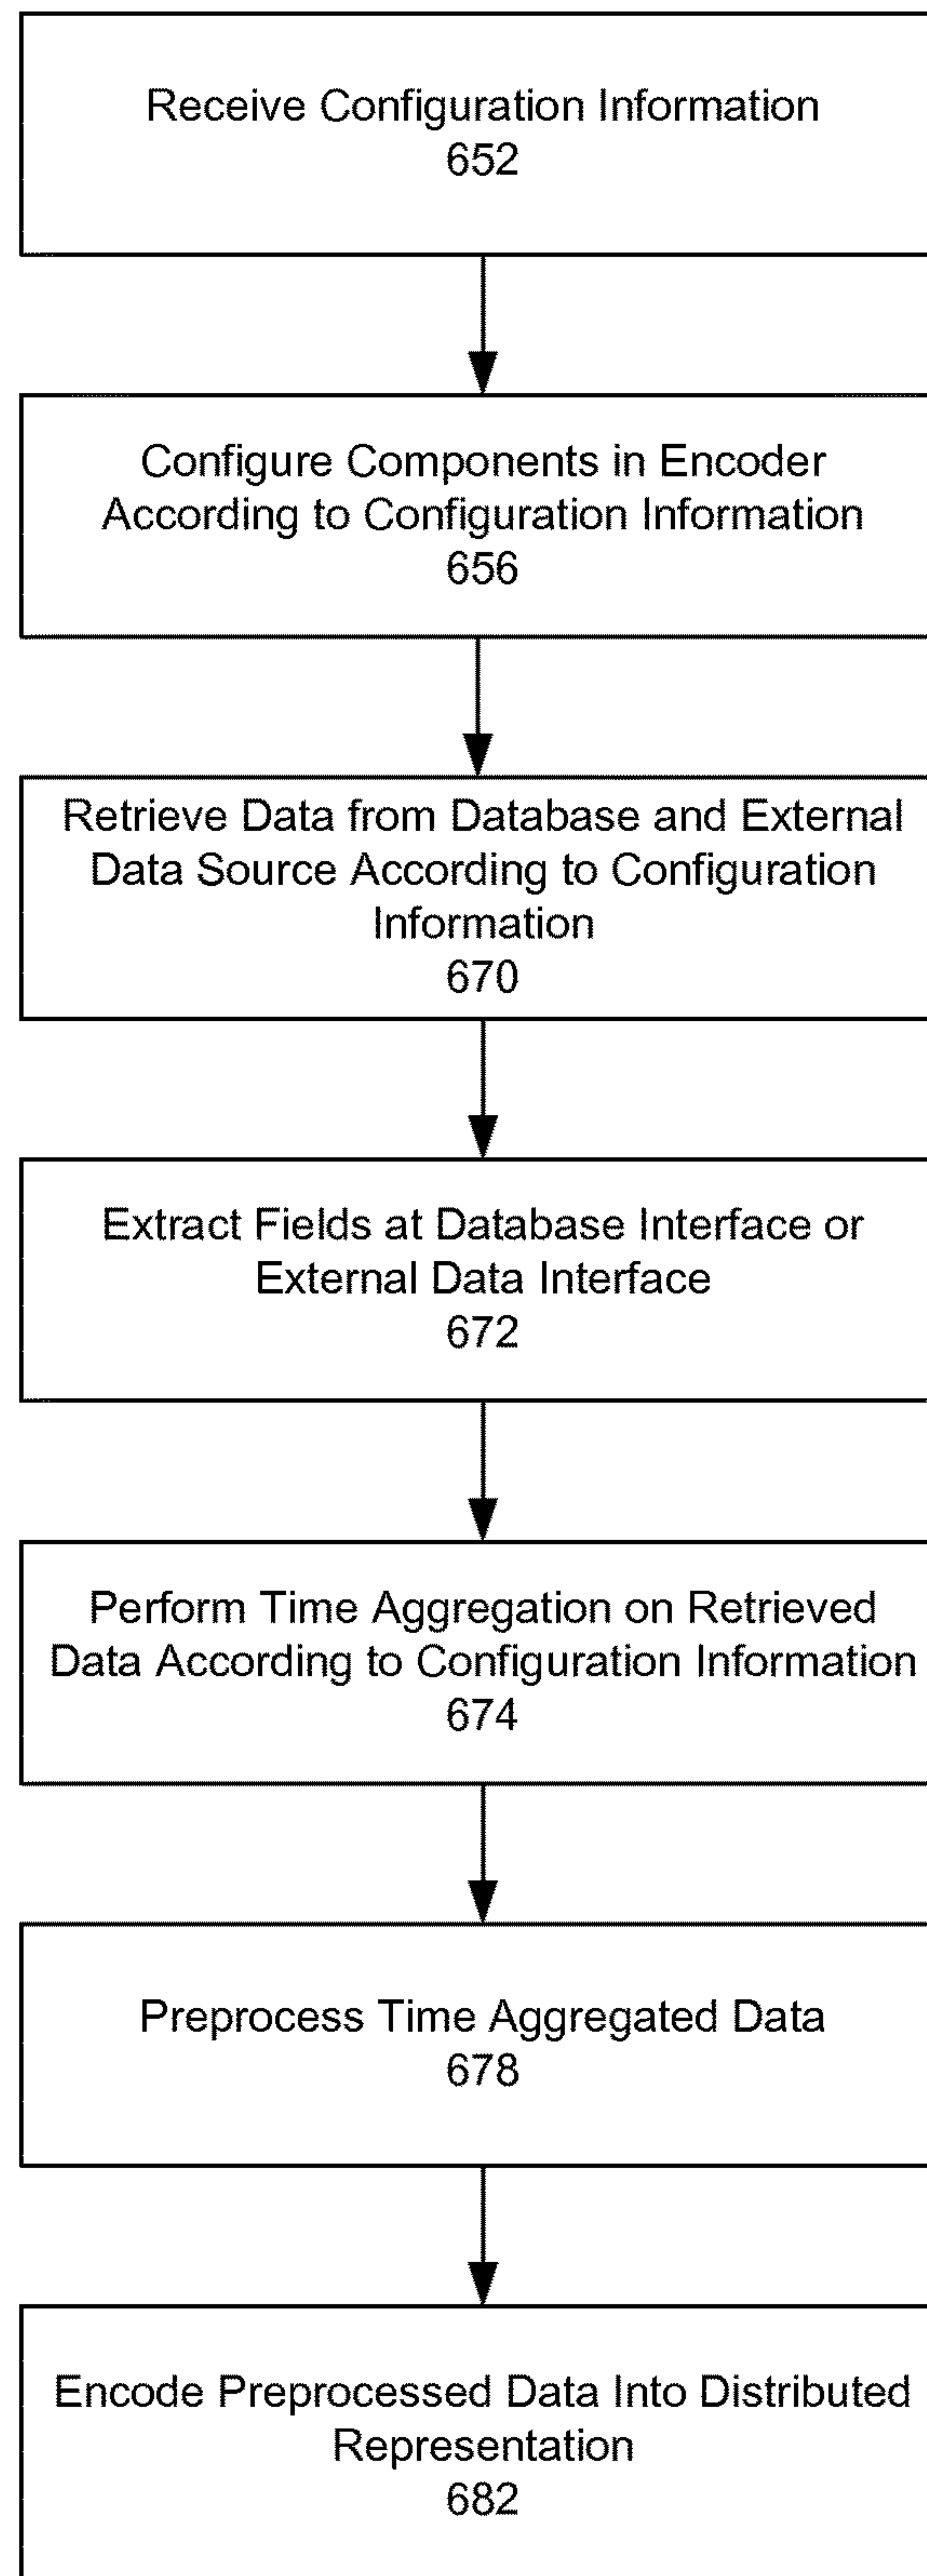 Receive Configuration Information
652
Configure Components in Encoder
According to Configuration Information
656
Retrieve Data from Database and External
Data Source According to Configuration
Information
670
Extract Fields at Database Interface or
External Data Interface
672
Perform Time Aggregation on Retrieved
Data According to Configuration Information
674
Preprocess Time Aggregated Data
678
Encode Preprocessed Data Into Distributed
Representation
682